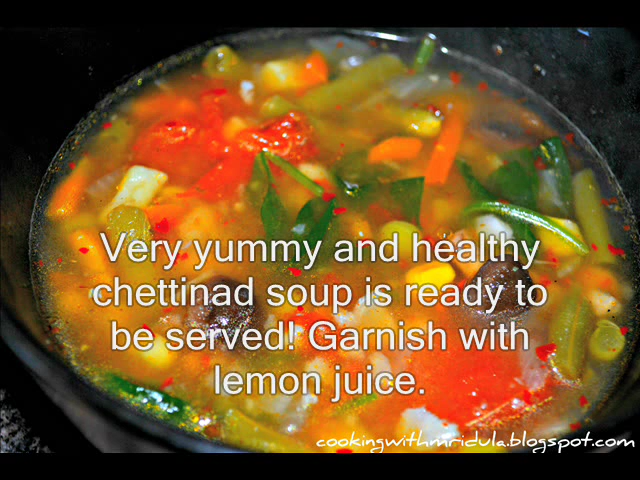 Very yummy and healthy
chettinad soup is ready to
be served! Garnish with
lemon juice.
cookingwithmridula.blogspot.com